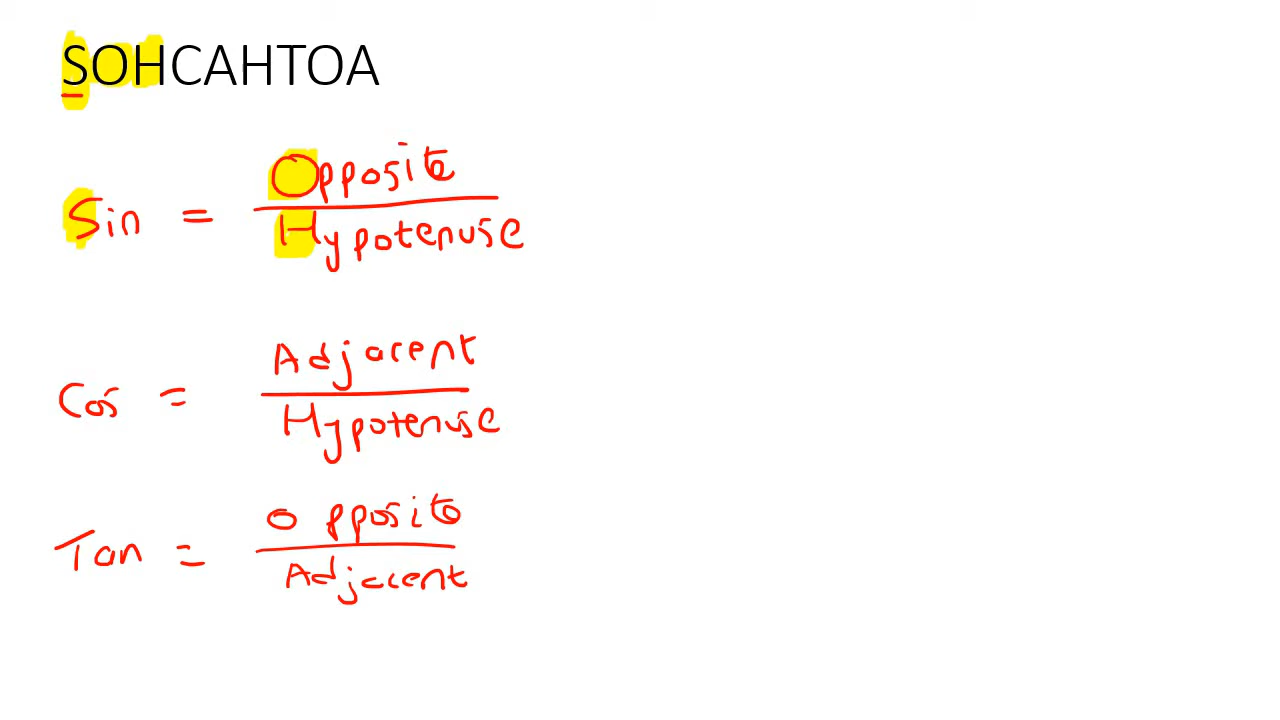 SOHCAHTOA
Opposite
Sin =
Hypotenuse
Adjacent
Cos =
Hypotenuse
Opposite
Tan =
Adjacent